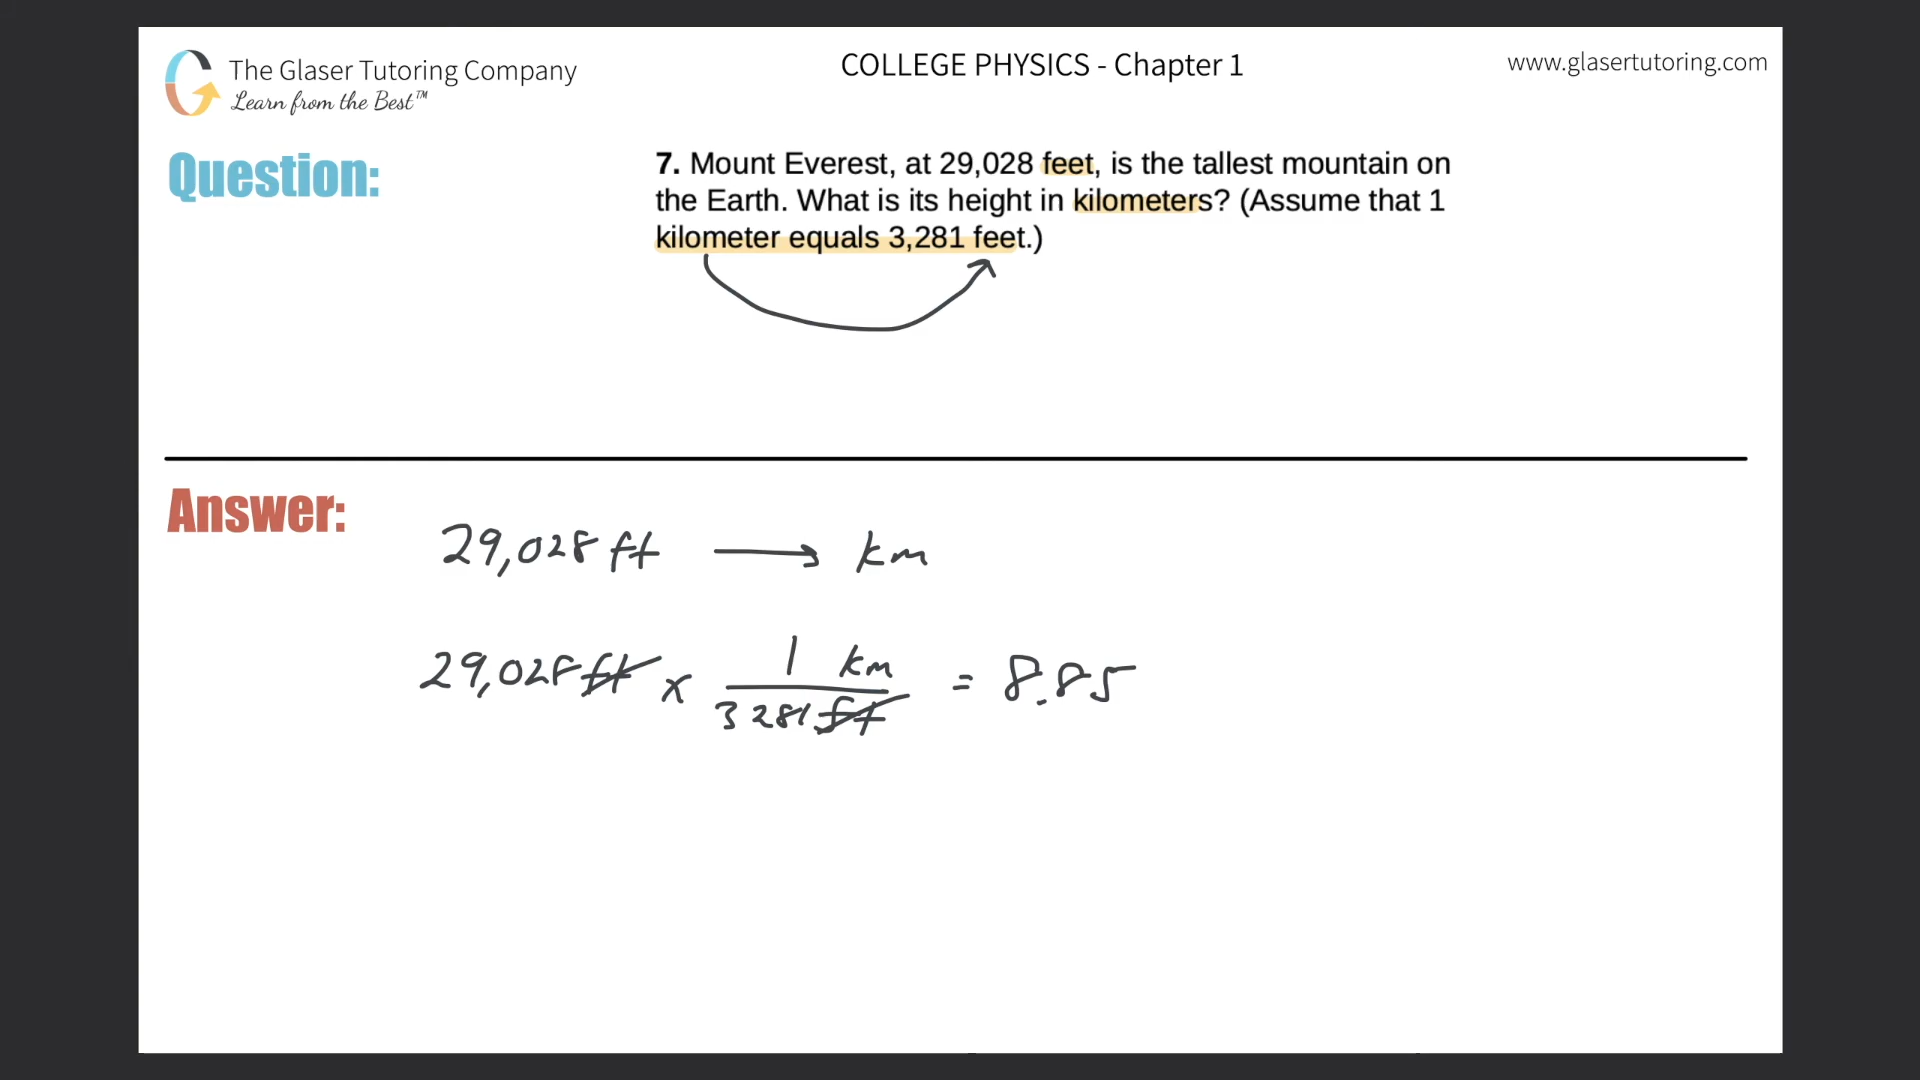 The Glaser Tutoring Company
Learn from the Best™
COLLEGE PHYSICS - Chapter 1
www.glasertutoring.com
Question:
7. Mount Everest, at 29,028 feet, is the tallest mountain on
the Earth. What is its height in kilometers? (Assume that 1
kilometer equals 3,281 feet.)
Answer:
29,028 ft → km
29,028 ft x 1 km / 3281 ft = 8.85